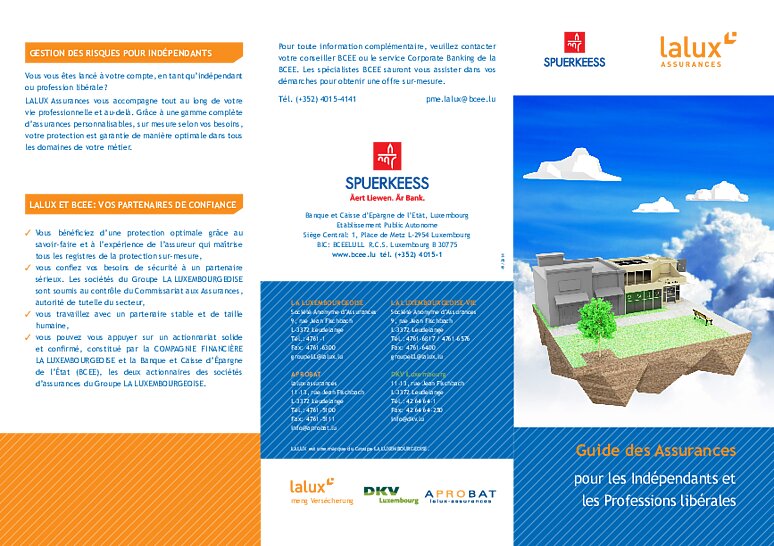 GESTION DES RISQUES POUR INDÉPENDANTS
Vous vous êtes lancé à votre compte, en tant qu'indépendant
ou profession libérale?
LALUX Assurances vous accompagne tout au long de votre
vie professionnelle et au-delà. Grâce à une gamme complète
d'assurances personnalisables, sur mesure selon vos besoins,
votre protection est garantie de manière optimale dans tous
les domaines de votre métier.
LALUX ET BCEE: VOS PARTENAIRES DE CONFIANCE
✓ Vous bénéficiez d'une protection optimale grâce au
savoir-faire et à l'expérience de l'assureur qui maîtrise
tous les registres de la protection sur-mesure,
✓ vous confiez vos besoins de sécurité à un partenaire
sérieux. Les sociétés du Groupe LA LUXEMBOURGEOISE
sont soumis au contrôle du Commissariat aux Assurances,
autorité de tutelle du secteur,
✓ vous travaillez avec un partenaire stable et de taille
humaine,
✓ vous pouvez vous appuyer sur un actionnariat solide
et confirmé, constitué par la COMPAGNIE FINANCIÈRE
LA LUXEMBOURGEOISE et la Banque et Caisse d'Épargne
de l'État (BCEE), les deux actionnaires des sociétés
d'assurances du Groupe LA LUXEMBOURGEOISE.
Pour toute information complémentaire, veuillez contacter
votre conseiller BCEE ou le service Corporate Banking de la
BCEE. Les spécialistes BCEE sauront vous assister dans vos
démarches pour obtenir une offre sur-mesure.
Tél. (+352) 4015-4141 pme.lalux@bcee.lu
SPUERKEESS
Äert Liewen. Är Bank.
Banque et Caisse d'Epargne de l'Etat, Luxembourg
Etablissement Public Autonome
Siège Central: 1, Place de Metz L-2954 Luxembourg
BIC: BCEELULL R.C.S. Luxembourg B 30775
www.bcee.lu tél. (+352) 4015-1
LA LUXEMBOURGEOISE
Société Anonyme d'Assurances
9, rue Jean Fischbach
L-3372 Leudelange
Tél.: 4761-1
Fax: 4761-6300
groupeLL@lalux.lu
APROBAT
lalux-assurances
11-13, rue Jean Fischbach
L-3372 Leudelange
Tél.: 4761-5100
Fax: 4761-5111
info@aprobat.lu
LA LUXEMBOURGEOISE-VIE
Société Anonyme d'Assurances
9, rue Jean Fischbach
L-3372 Leudelange
Tél.: 4761-6817 / 4761-6576
Fax: 4761-6400
groupeLL@lalux.lu
DKV Luxembourg
11-13, rue Jean Fischbach
L-3372 Leudelange
Tél.: 42 64 64-1
Fax: 42 64 64-250
info@dkv.lu
LALUX est une marque du Groupe LA LUXEMBOURGEOISE.
lalux
meng Versécherung
DKV
Luxembourg
APROBAT
lalux-assurances
SPUERKEESS
lalux
ASSURANCES
Guide des Assurances
pour les Indépendants et
les Professions libérales